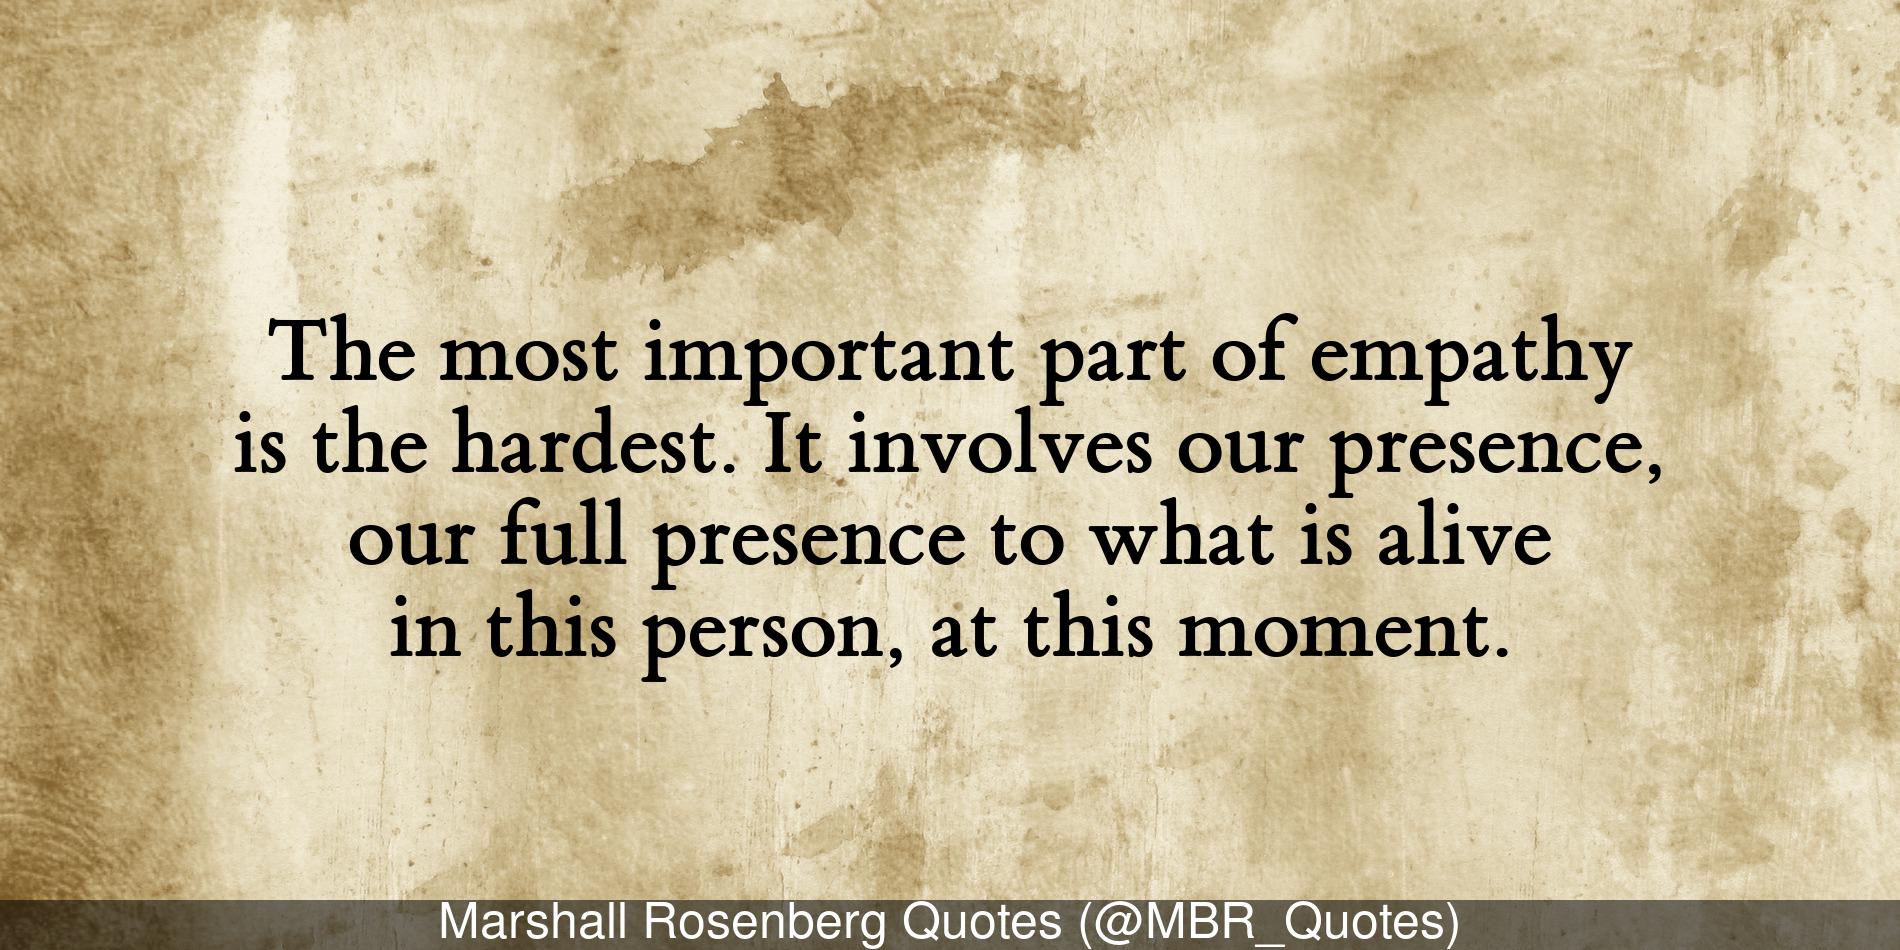 The most important part of empathy
is the hardest. It involves our presence,
our full presence to what is alive
in this person, at this moment.
Marshall Rosenberg Quotes (@MBR_Quotes)